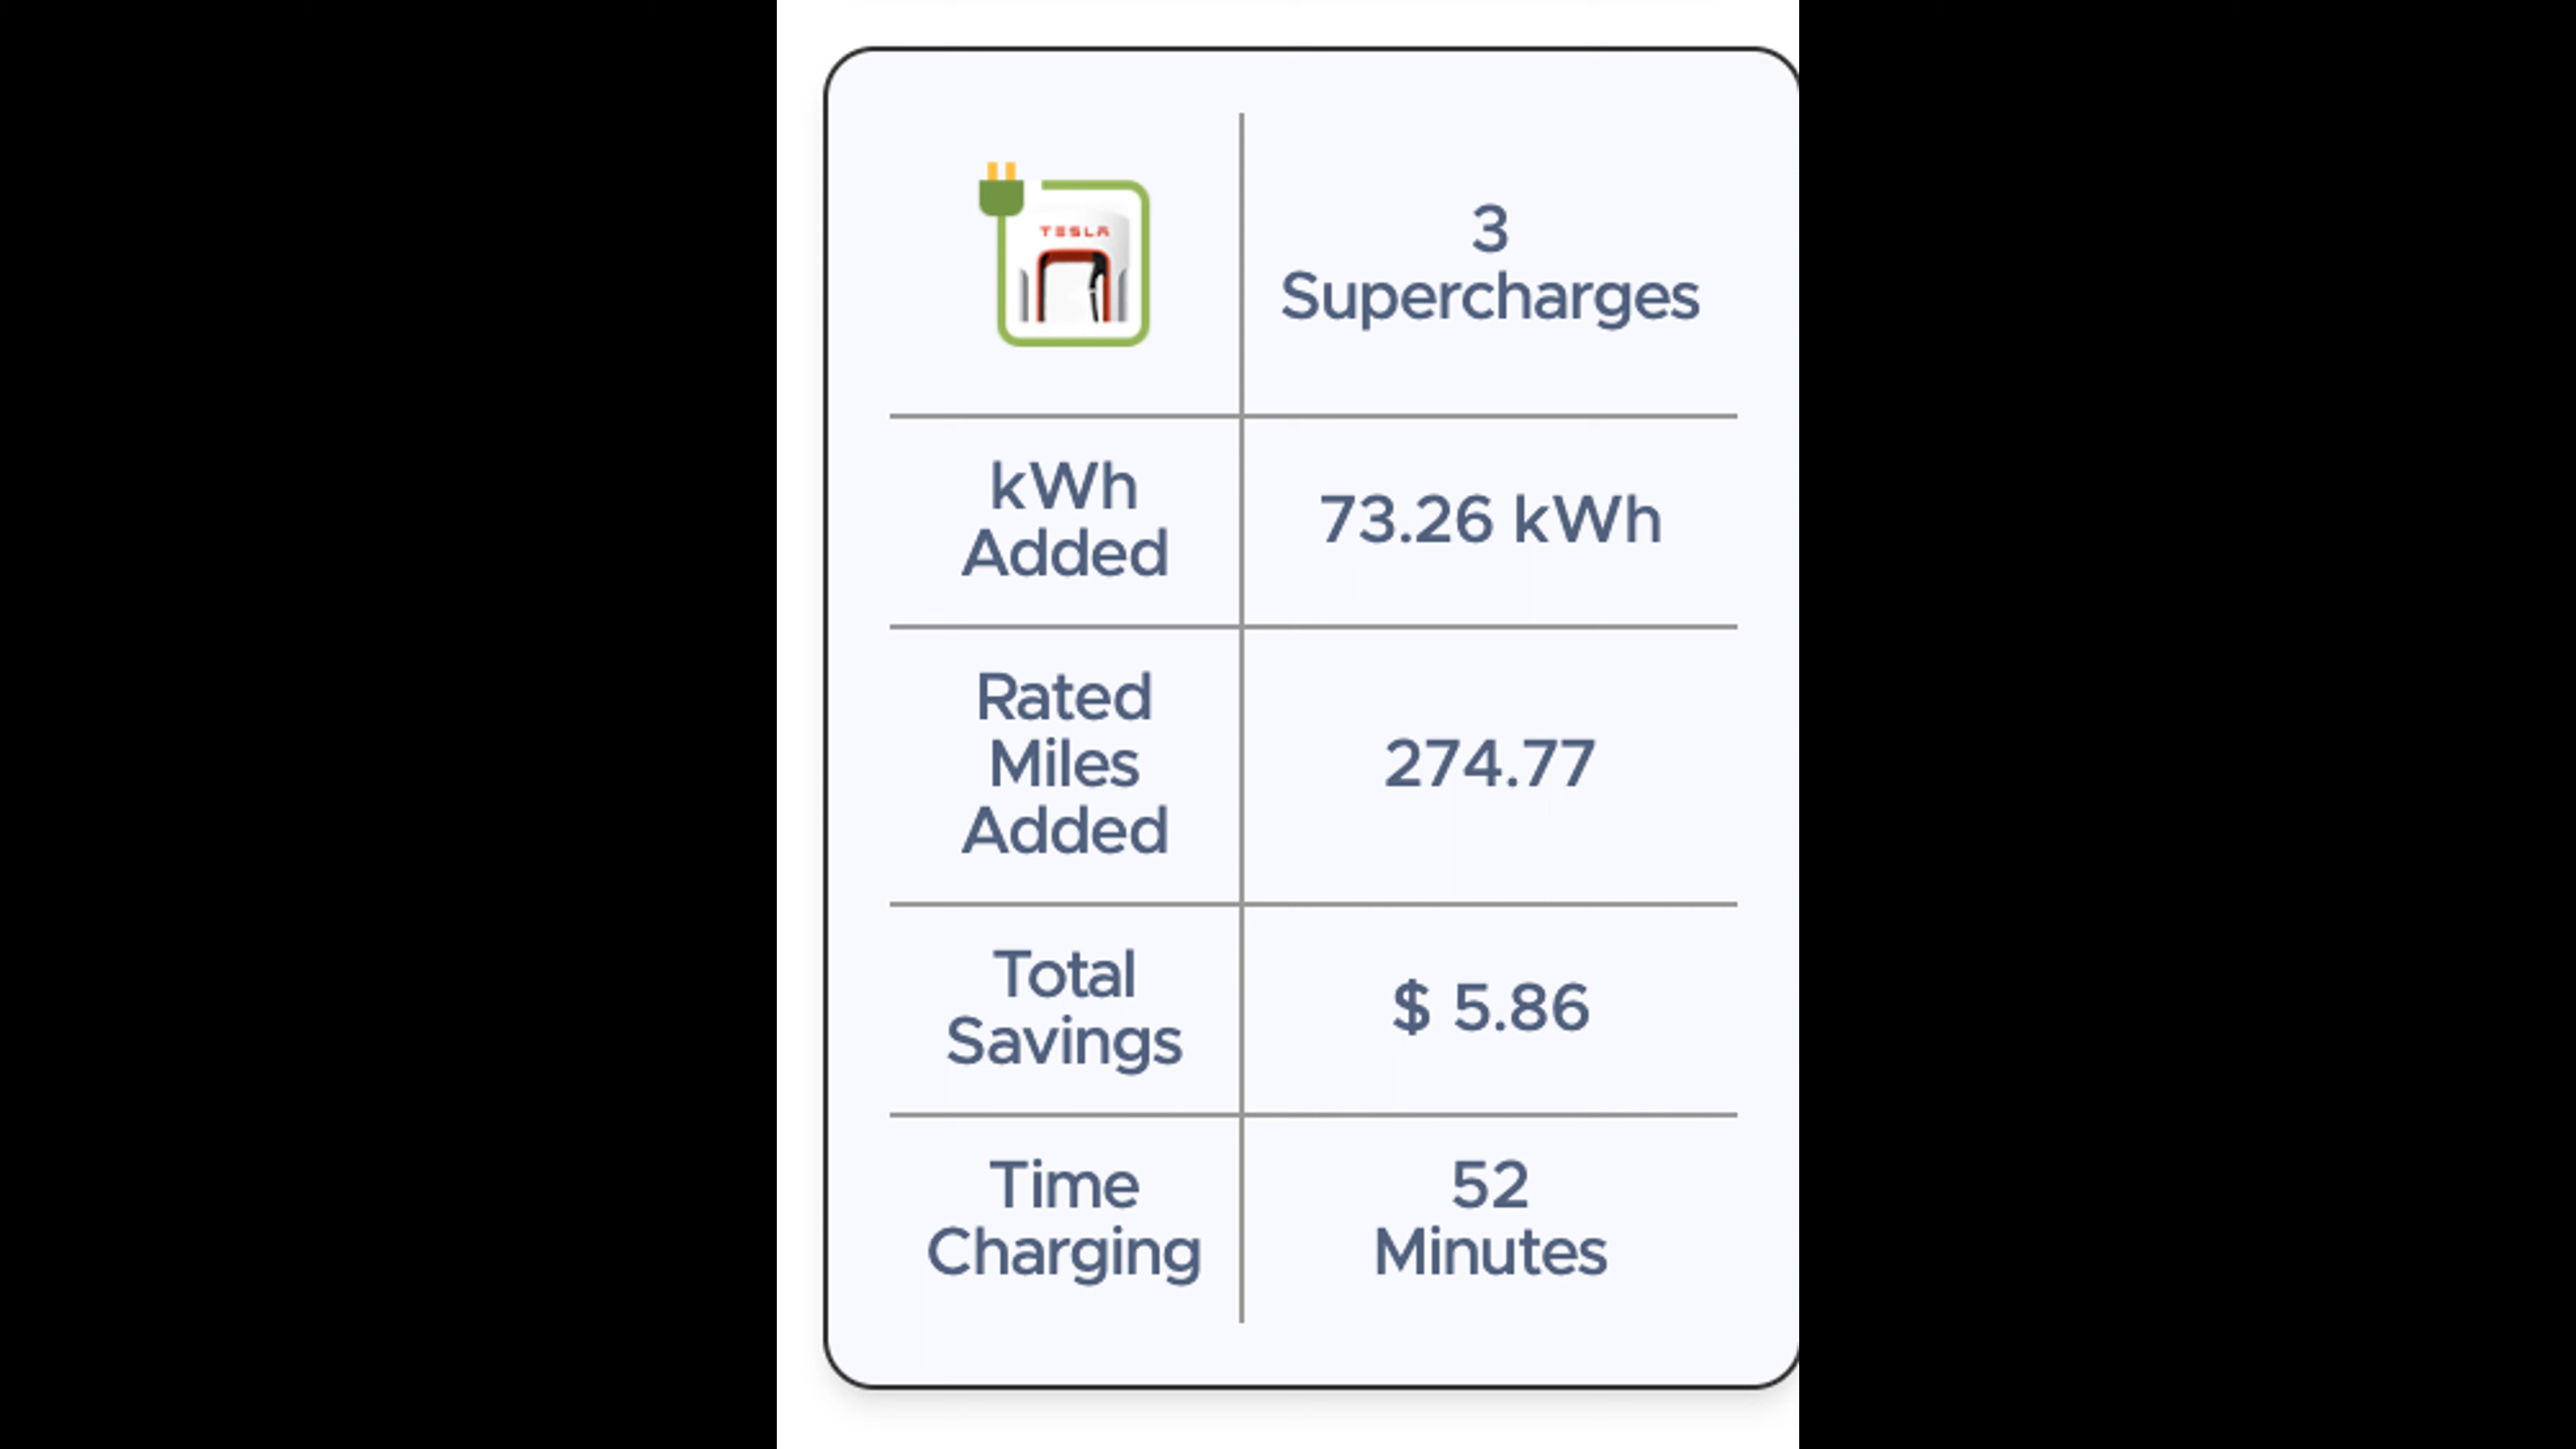 TESLA
3
Supercharges
kWh
Added
73.26 kWh
Rated
Miles
Added
274.77
Total
Savings
$ 5.86
Time
Charging
52
Minutes